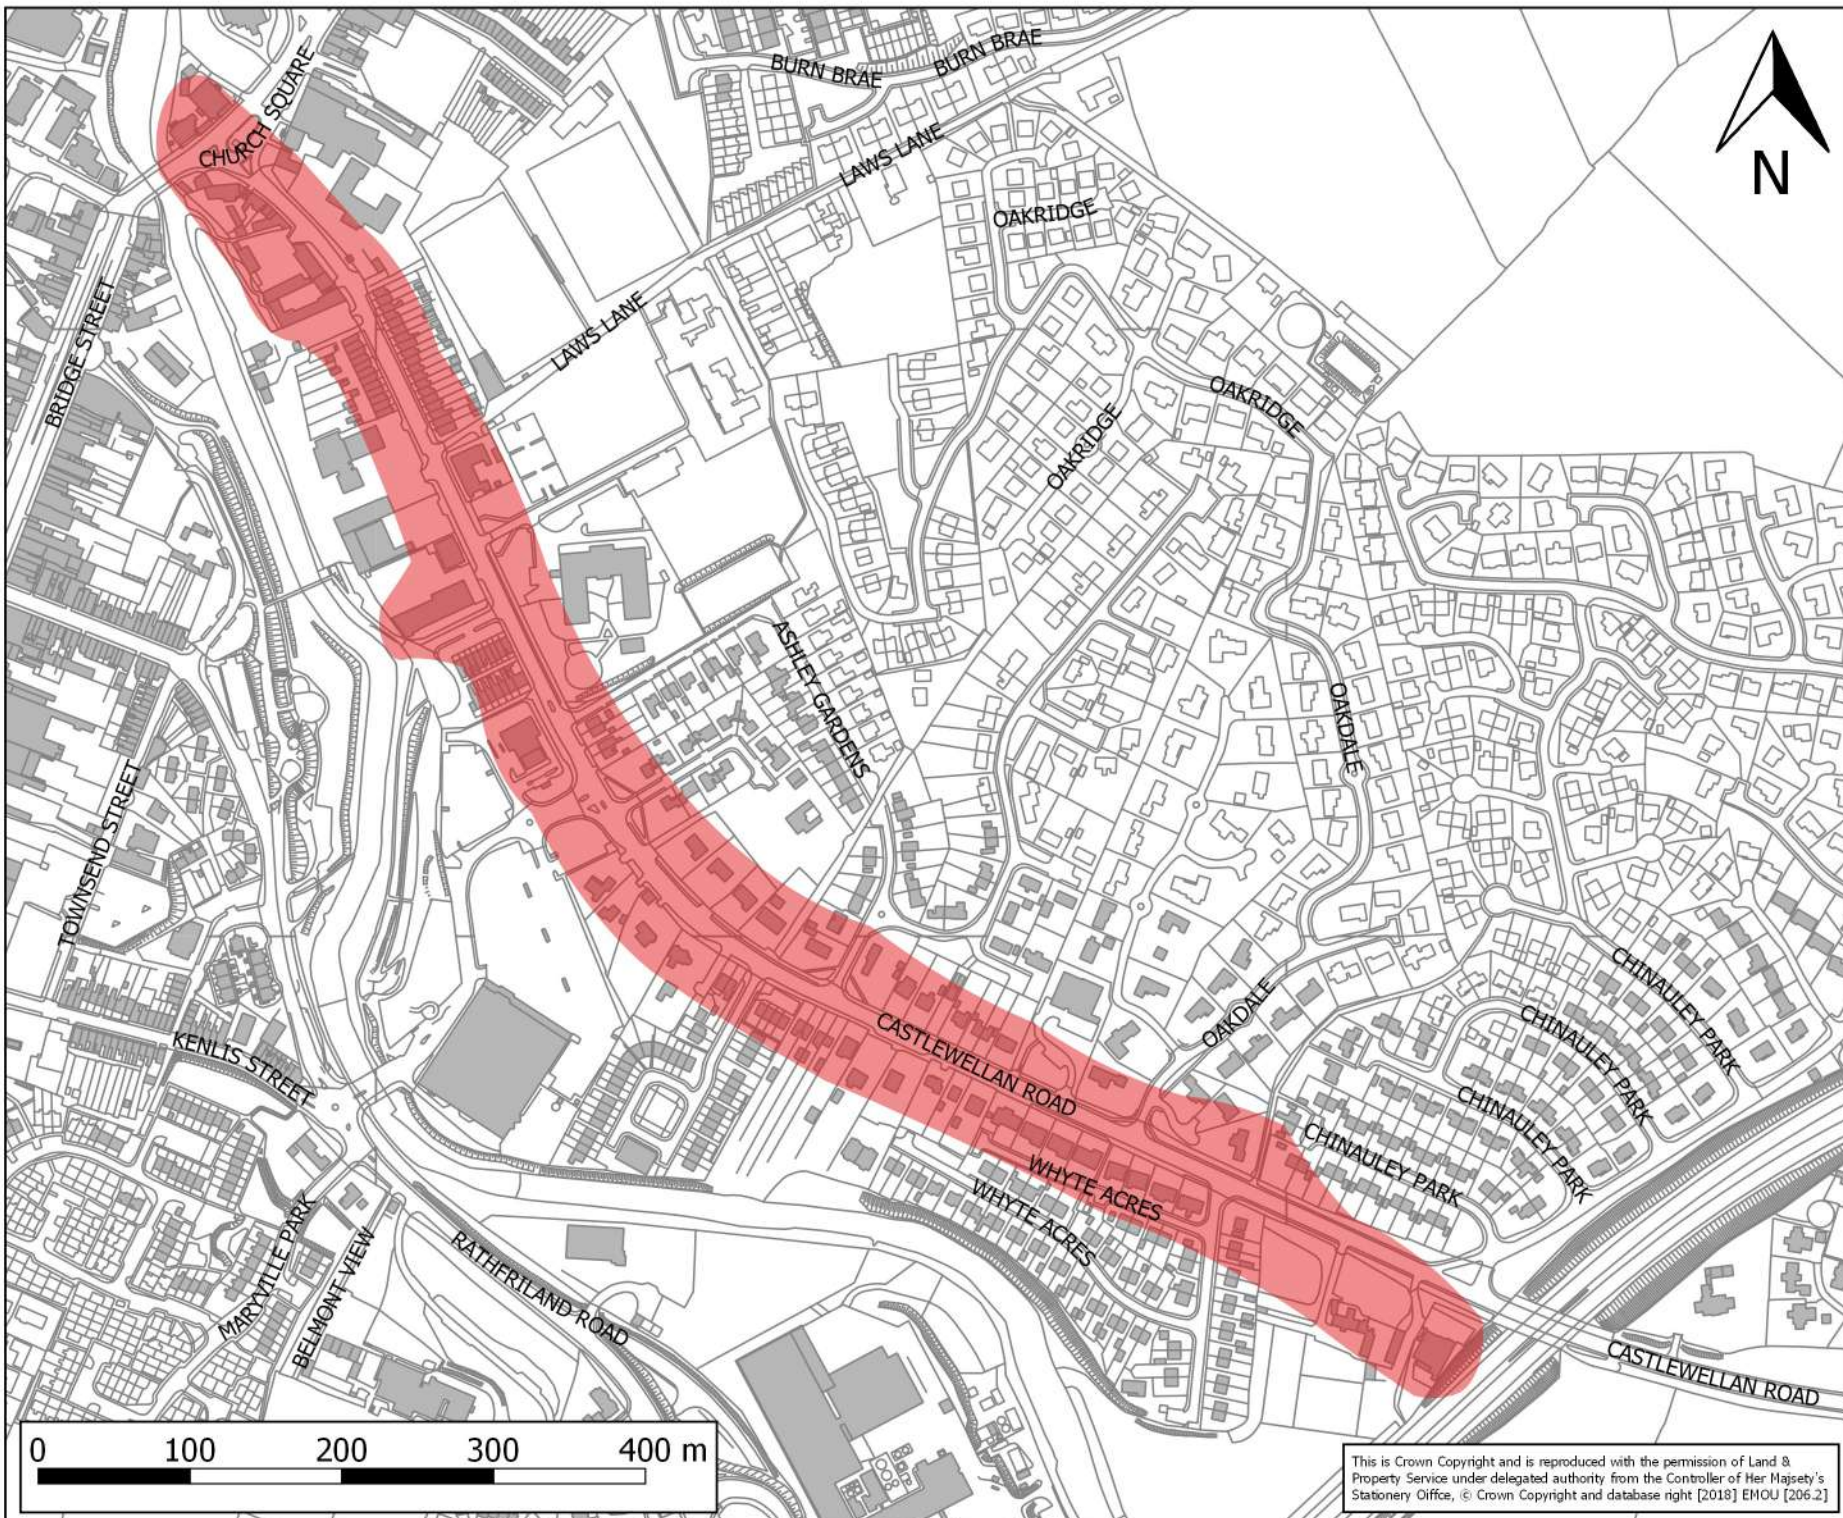 BURN BRAE
BURN BRAE
CHURCH SQUARE
N
LAWS LANE
OAKRIDGE
LAWS LANE
BRIDGE STREET
OAKRIDGE
OAKRIDGE
ASHLEY GARDENS
OAKDALE
TOWNSEND STREET
CHINAULEY PARK
OAKDALE
CHINAULEY PARK
CASTLEWELLAN ROAD
KENLIS STREET
CHINAULEY PARK
CHINAULEY PARK
WHYTE ACRES
WHYTE ACRES
MARYVILLE PARK
BELMONT VIEW
RATHFRILAND ROAD
CASTLEWELLAN ROAD
0 100 200 300 400 m
This is Crown Copyright and is reproduced with the permission of Land &
Property Service under delegated authority from the Controller of Her Majsety's
Stationery Oiffce, © Crown Copyright and database right [2018] EMOU [206.2]